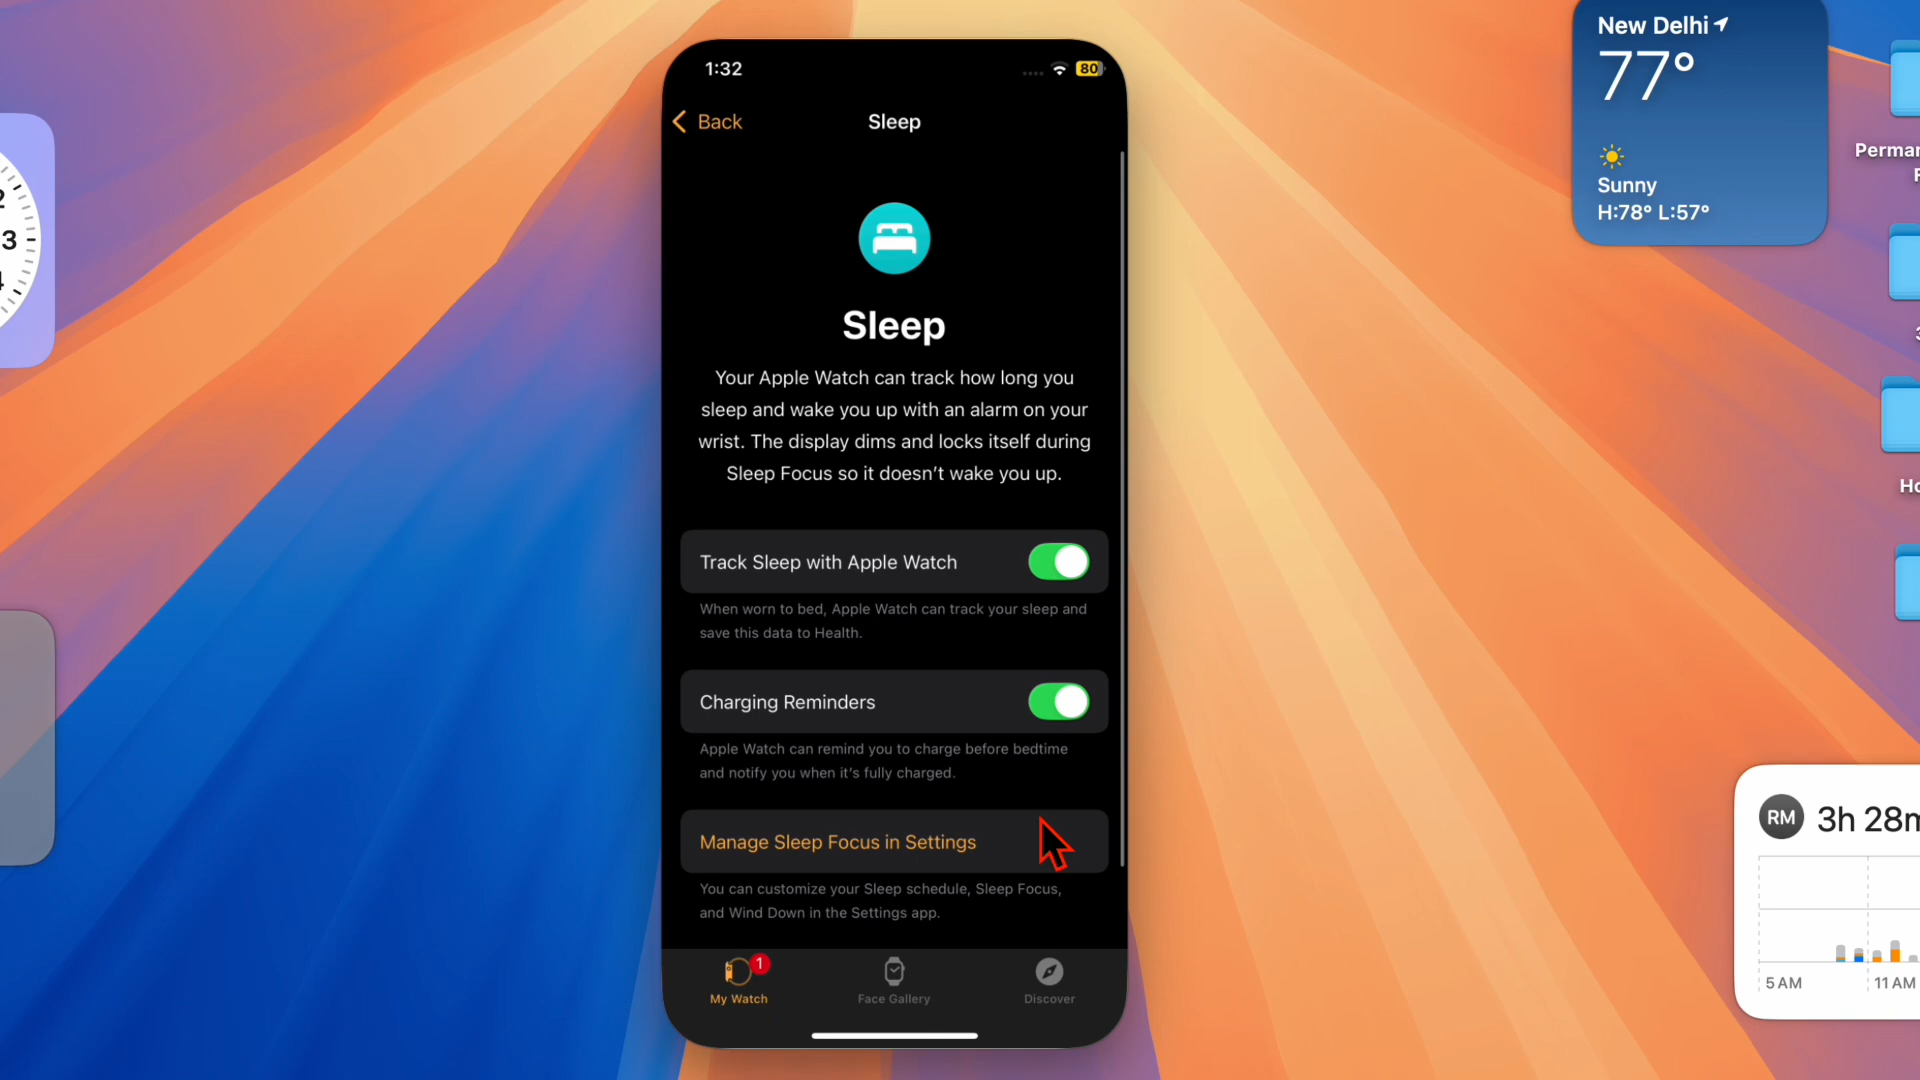 1:32
80
Back
Sleep
Sleep
Your Apple Watch can track how long you
sleep and wake you up with an alarm on your
wrist. The display dims and locks itself during
Sleep Focus so it doesn't wake you up.
Track Sleep with Apple Watch
When worn to bed, Apple Watch can track your sleep and
save this data to Health.
Charging Reminders
Apple Watch can remind you to charge before bedtime
and notify you when it's fully charged.
Manage Sleep Focus in Settings
You can customize your Sleep schedule, Sleep Focus,
and Wind Down in the Settings app.
1
My Watch
Face Gallery
Discover
3
New Delhi
77°
Sunny
H:78° L:57°
RM
3h 28m
5 AM
11 AM